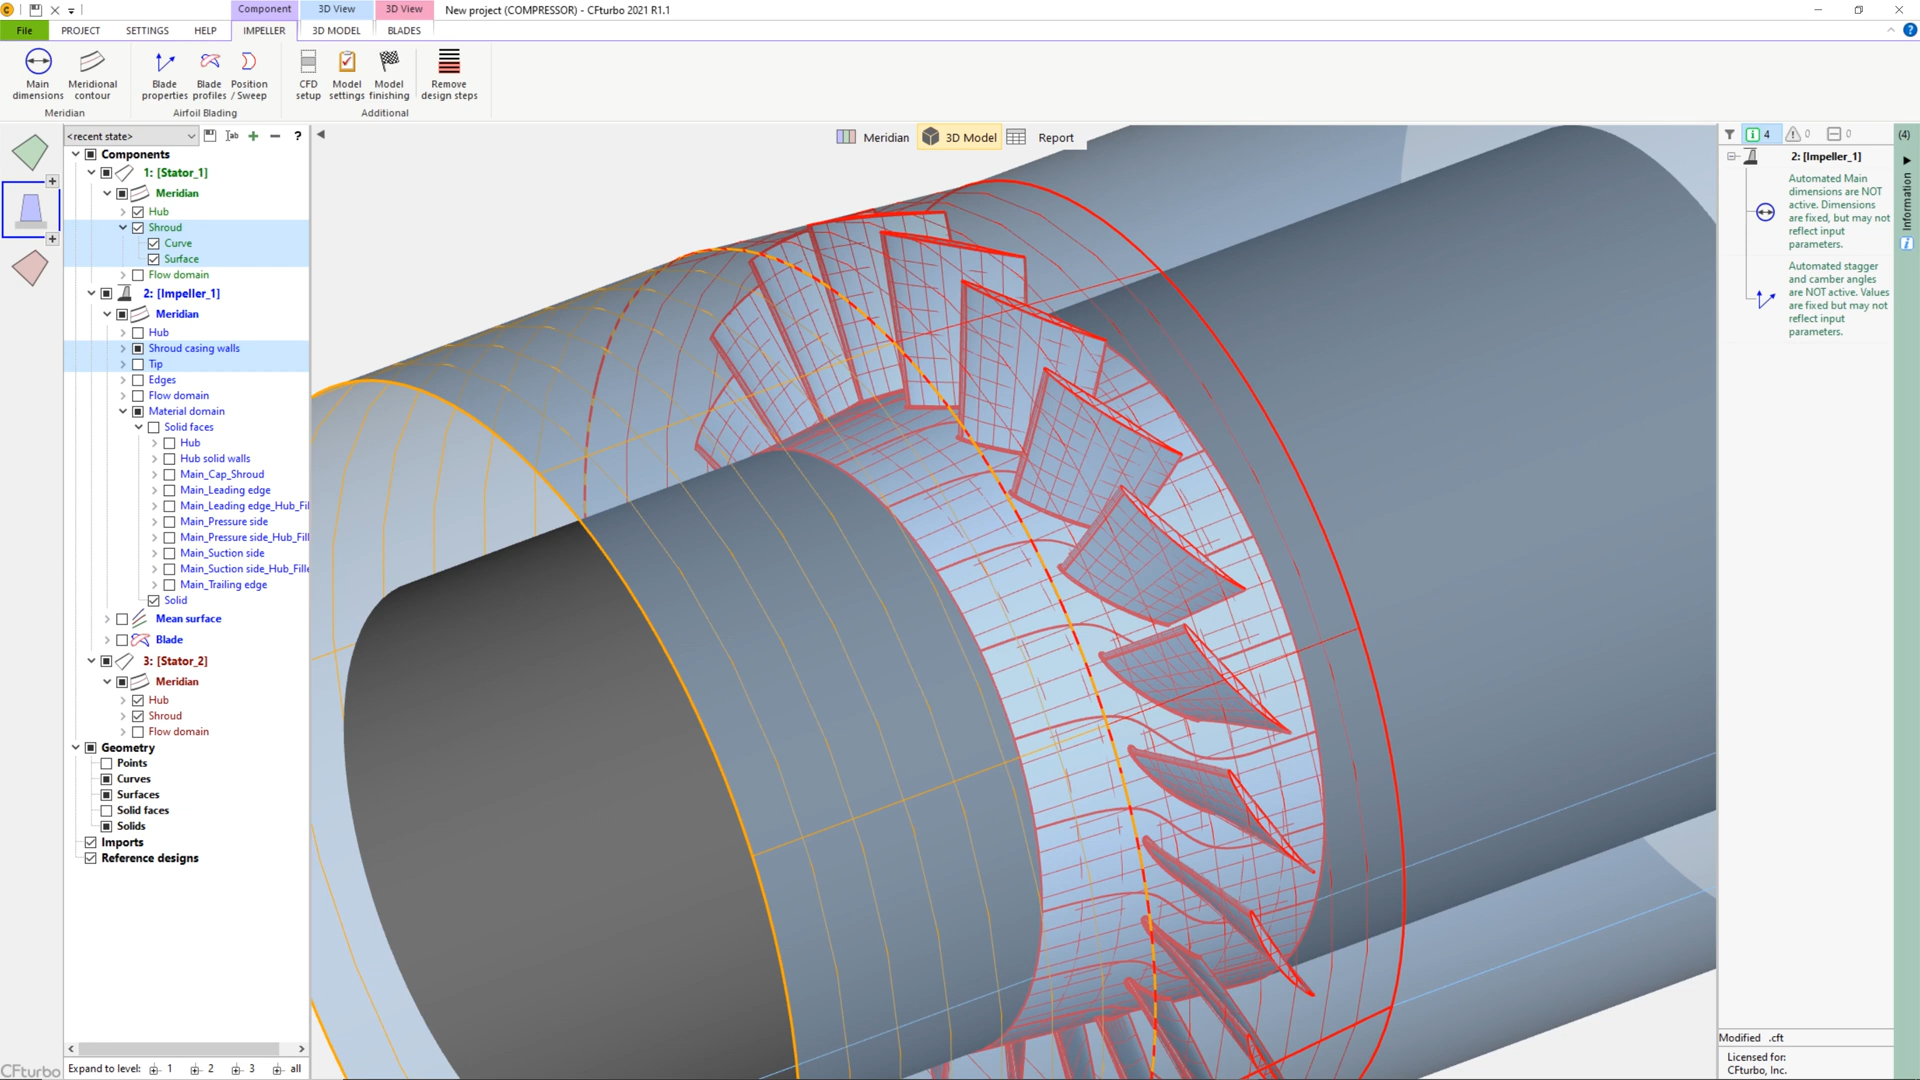 Component
3D View
3D View
New project (COMPRESSOR) - CFturbo 2021 R1.1
File
PROJECT
SETTINGS
HELP
IMPELLER
3D MODEL
BLADES
Main dimensions
Meridional contour
Blade properties
Blade profiles
Position / Sweep
CFD setup
Model settings
Model finishing
Remove design steps
Meridian
Airfoil Blading
Additional
<recent state>
ab
?
Meridian
3D Model
Report
Components
1: [Stator_1]
Meridian
Hub
Shroud
Curve
Surface
Flow domain
2: [Impeller_1]
Meridian
Hub
Shroud casing walls
Tip
Edges
Flow domain
Material domain
Solid faces
Hub
Hub solid walls
Main_Cap_Shroud
Main_Leading edge
Main_Leading edge_Hub_Fil
Main_Pressure side
Main_Pressure side_Hub_Fill
Main_Suction side
Main_Suction side_Hub_Fille
Main_Trailing edge
Solid
Mean surface
Blade
3: [Stator_2]
Meridian
Hub
Shroud
Flow domain
Geometry
Points
Curves
Surfaces
Solid faces
Solids
Imports
Reference designs
CFturbo
Expand to level:
1
2
3
all
4
0
0
(4)
Information
2: [Impeller_1]
Automated Main
dimensions are NOT
active. Dimensions
are fixed, but may not
reflect input
parameters.
Automated stagger
and camber angles
are NOT active. Values
are fixed but may not
reflect input
parameters.
Modified .cft
Licensed for:
CFturbo, Inc.